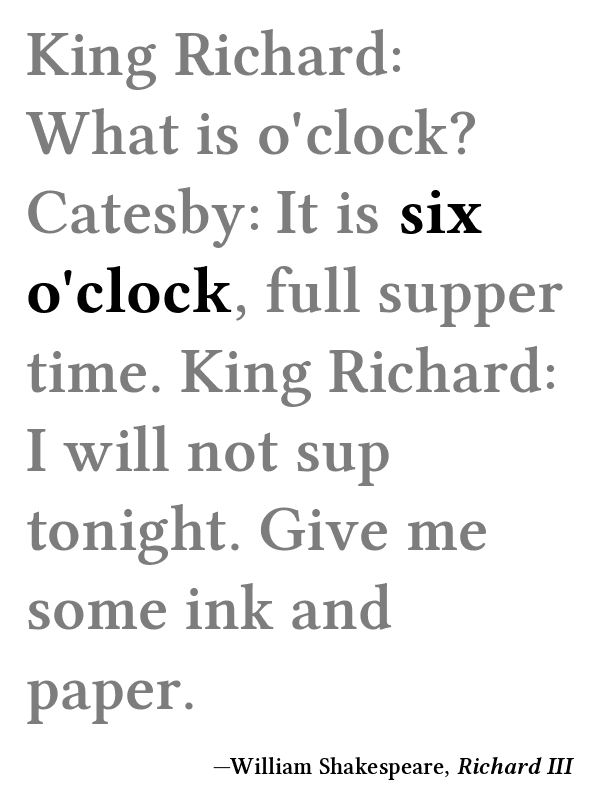 King Richard:
What is o'clock?
Catesby: It is six
o'clock, full supper
time. King Richard:
I will not sup
tonight. Give me
some ink and
paper.
—William Shakespeare, Richard III